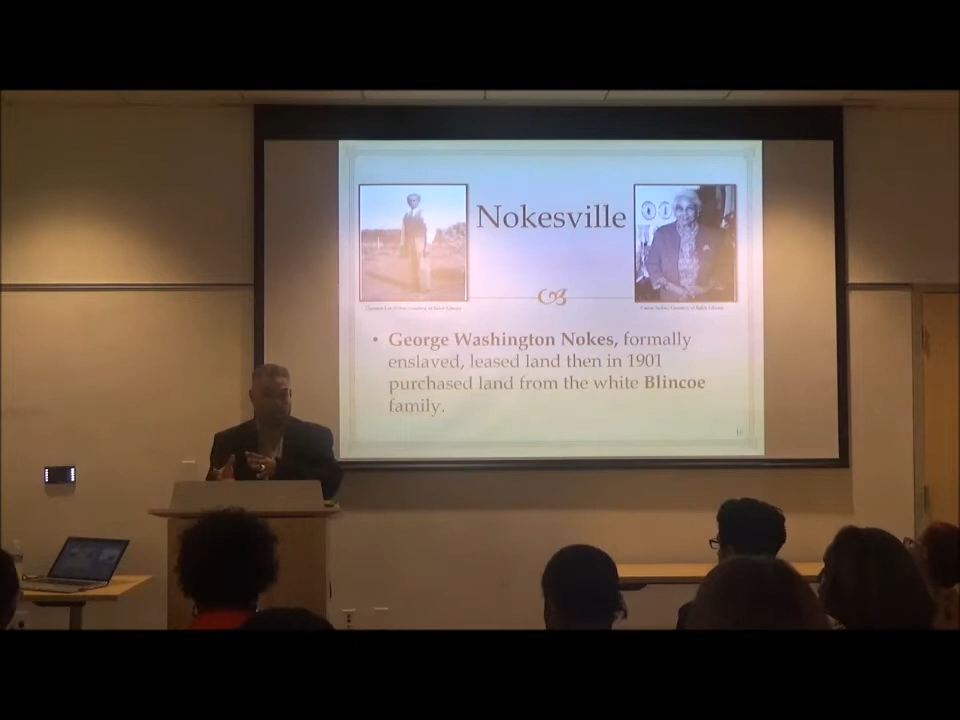 Nokesville
• George Washington Nokes, formally
enslaved, leased land then in 1901
purchased land from the white Blincoe
family.